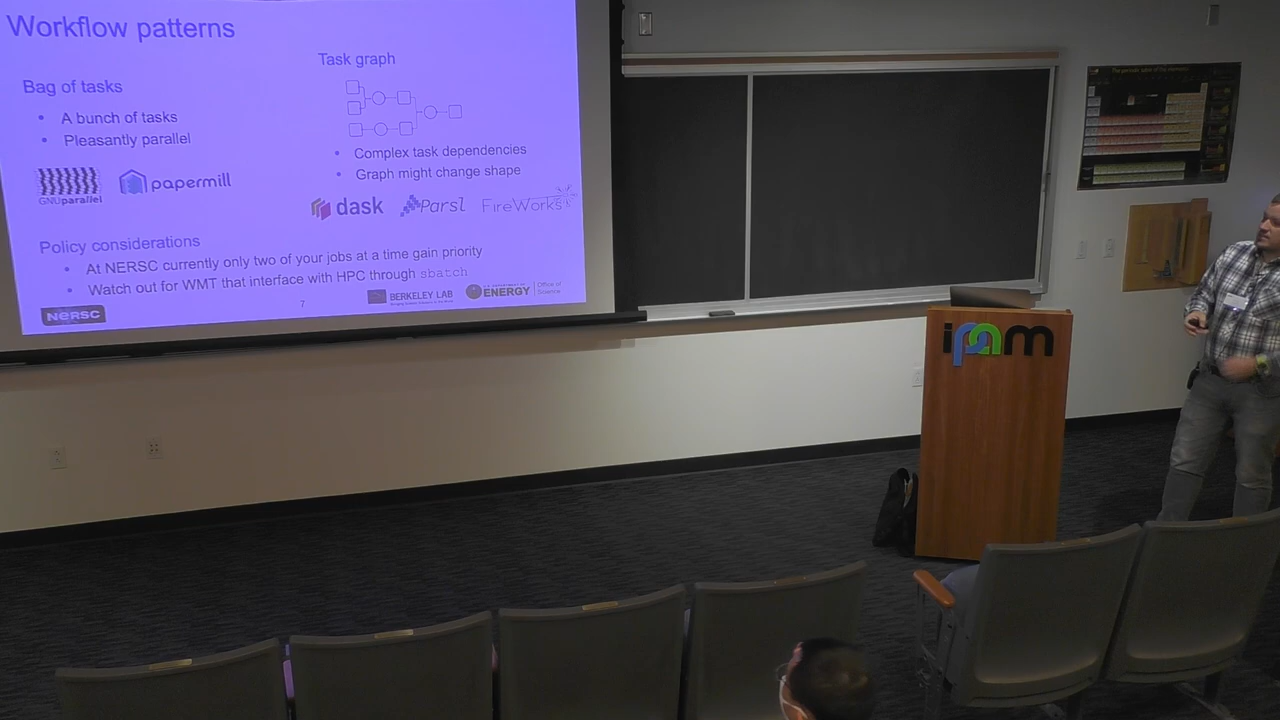 Workflow patterns
Bag of tasks
• A bunch of tasks
• Pleasantly parallel
GNUparallel
papermill
Task graph
• Complex task dependencies
• Graph might change shape
dask
Parsl
FireWorks
Policy considerations
• At NERSC currently only two of your jobs at a time gain priority
• Watch out for WMT that interface with HPC through sbatch
NERSC
7
BERKELEY LAB
ENERGY
Office of
Science
ipam